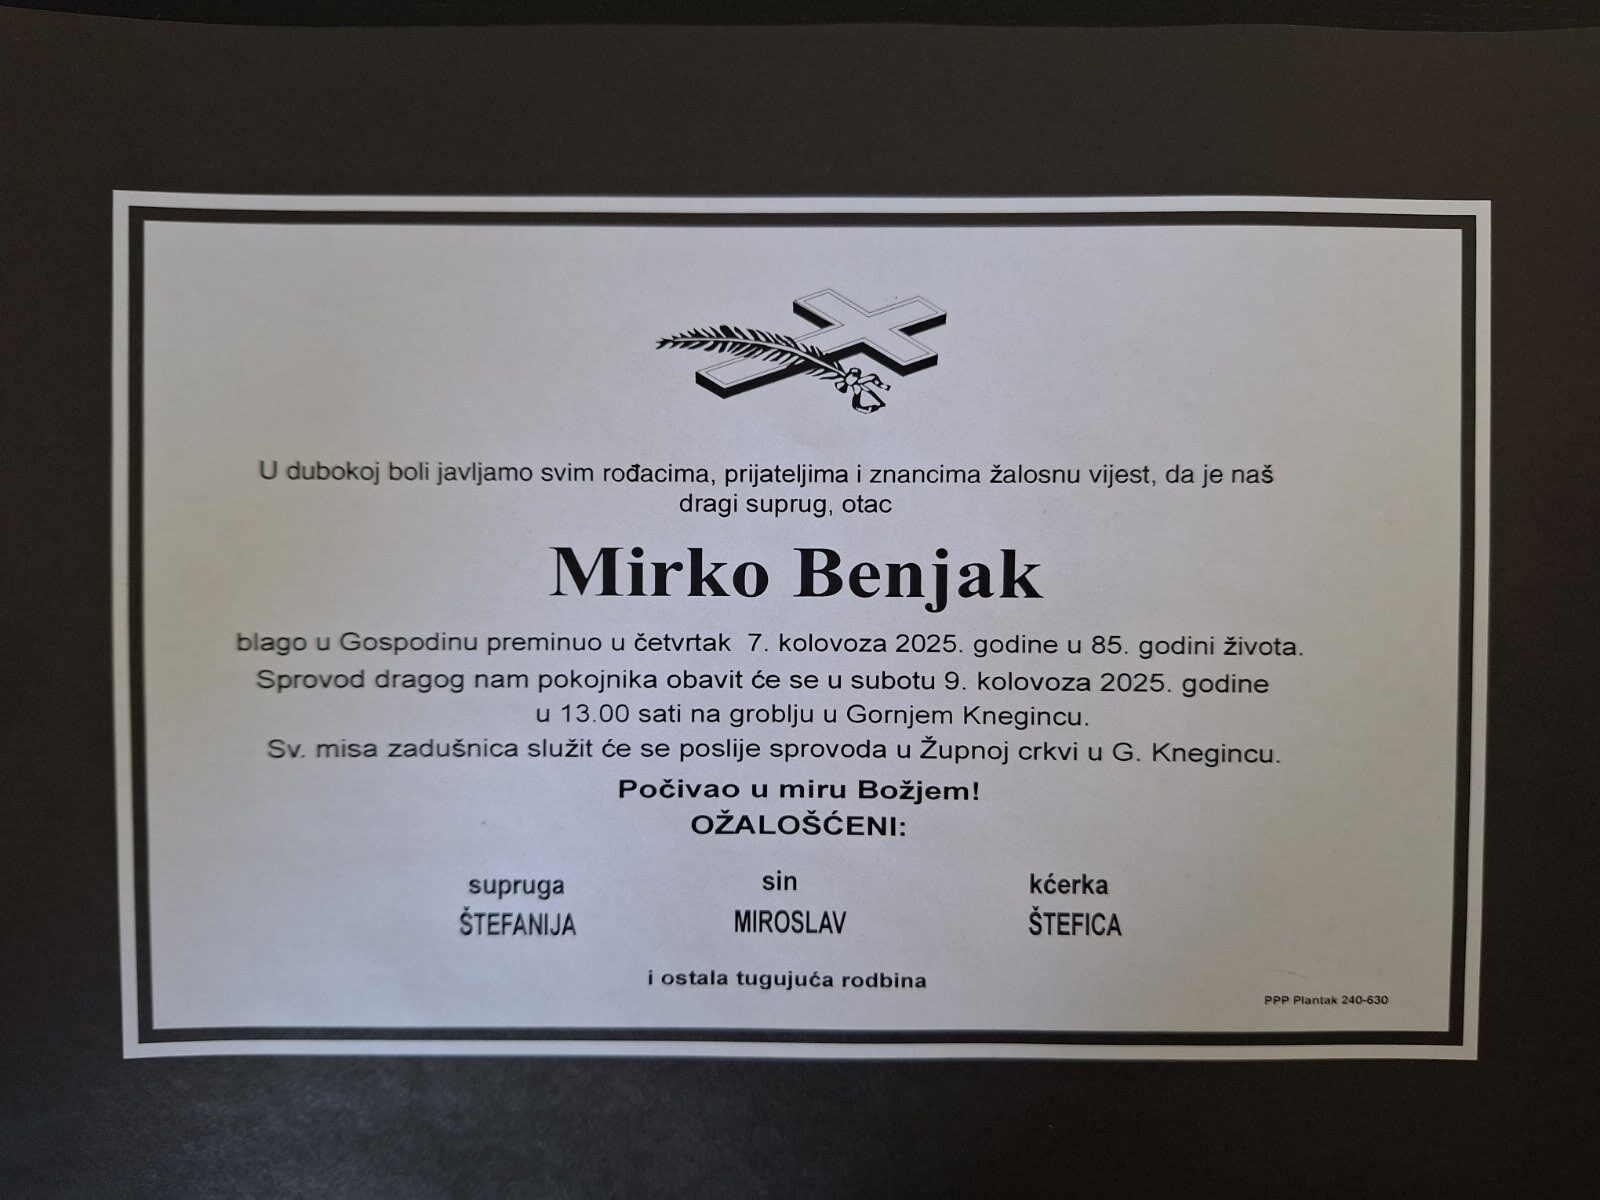 U dubokoj boli javljamo svim rođacima, prijateljima i znancima žalosnu vijest, da je naš
dragi suprug, otac
Mirko Benjak
blago u Gospodinu preminuo u četvrtak 7. kolovoza 2025. godine u 85. godini života.
Sprovod dragog nam pokojnika obavit će se u subotu 9. kolovoza 2025. godine
u 13.00 sati na groblju u Gornjem Knegincu.
Sv. misa zadušnica služit će se poslije sprovoda u Župnoj crkvi u G. Knegincu.
Počivao u miru Božjem!
OŽALOŠĆENI:
supruga sin kćerka
ŠTEFANIJA MIROSLAV ŠTEFICA
i ostala tugujuća rodbina
PPP Plantak 240-630